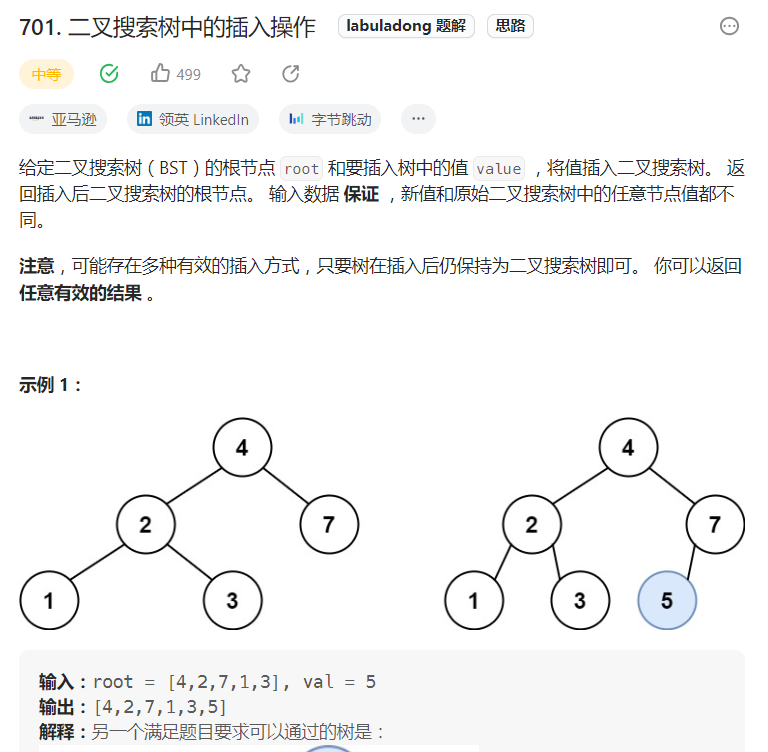 701. 二叉搜索树中的插入操作 labuladong 题解 思路
中等 499
亚马逊 in 领英 LinkedIn 字节跳动 ...
给定二叉搜索树（BST）的根节点 root 和要插入树中的值 value ，将值插入二叉搜索树。 返
回插入后二叉搜索树的根节点。 输入数据 保证 ，新值和原始二叉搜索树中的任意节点值都不
同。
注意，可能存在多种有效的插入方式，只要树在插入后仍保持为二叉搜索树即可。 你可以返回
任意有效的结果 。
示例 1：
4 4
2 7 2 7
1 3 1 3 5
输入：root = [4,2,7,1,3], val = 5
输出：[4,2,7,1,3,5]
解释：另一个满足题目要求可以通过的树是：